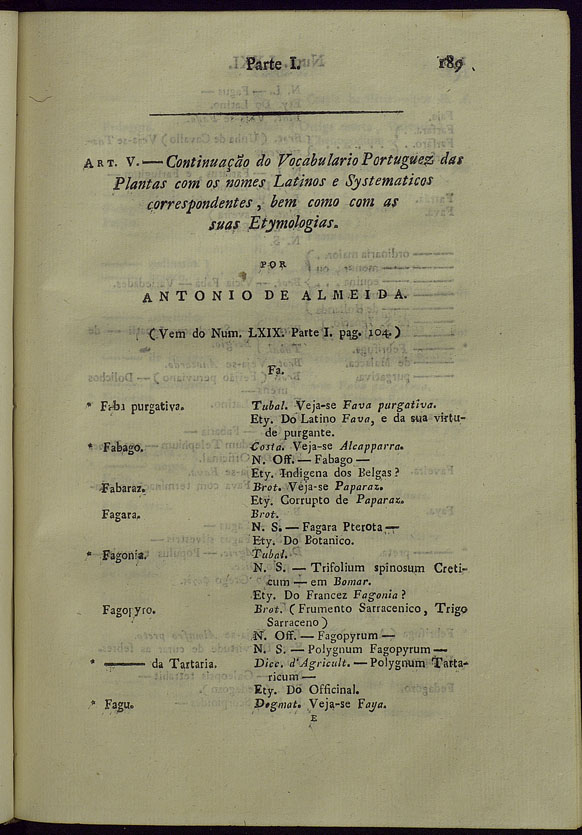 Parte I. 189
ART. V. — Continuação do Vocabulario Portuguez das
Plantas com os nomes Latinos e Systematicos
correspondentes, bem como com as
suas Etymologias.
POR
ANTONIO DE ALMEIDA.
(Vem do Num. LXIX. Parte I. pag. 104.)
Fa.
* Faba purgativa. Tubal. Veja-se Fava purgativa.
Ety. Do Latino Fava, e da sua virtu-
de purgante.
* Fabago. Costa. Veja-se Alcapparra.
N. Off. — Fabago —
Ety. Indigena dos Belgas?
Fabaraz. Brot. Veja-se Paparaz.
Ety. Corrupto de Paparaz.
Fagara. Brot.
N. S. — Fagara Pterota —
Ety. Do Botanico.
* Fagonia. Tubal.
N. S. — Trifolium spinosum Creti-
cum — em Bomar.
Ety. Do Francez Fagonia?
Fagopyro. Brot. (Frumento Sarracenico, Trigo
Sarraceno)
N. Off. — Fagopyrum —
N. S. — Polygnum Fagopyrum —
* —— da Tartaria. Dicc. d'Agricult. — Polygnum Tarta-
ricum —
Ety. Do Officinal.
* Fagu. Dogmat. Veja-se Faya.
E